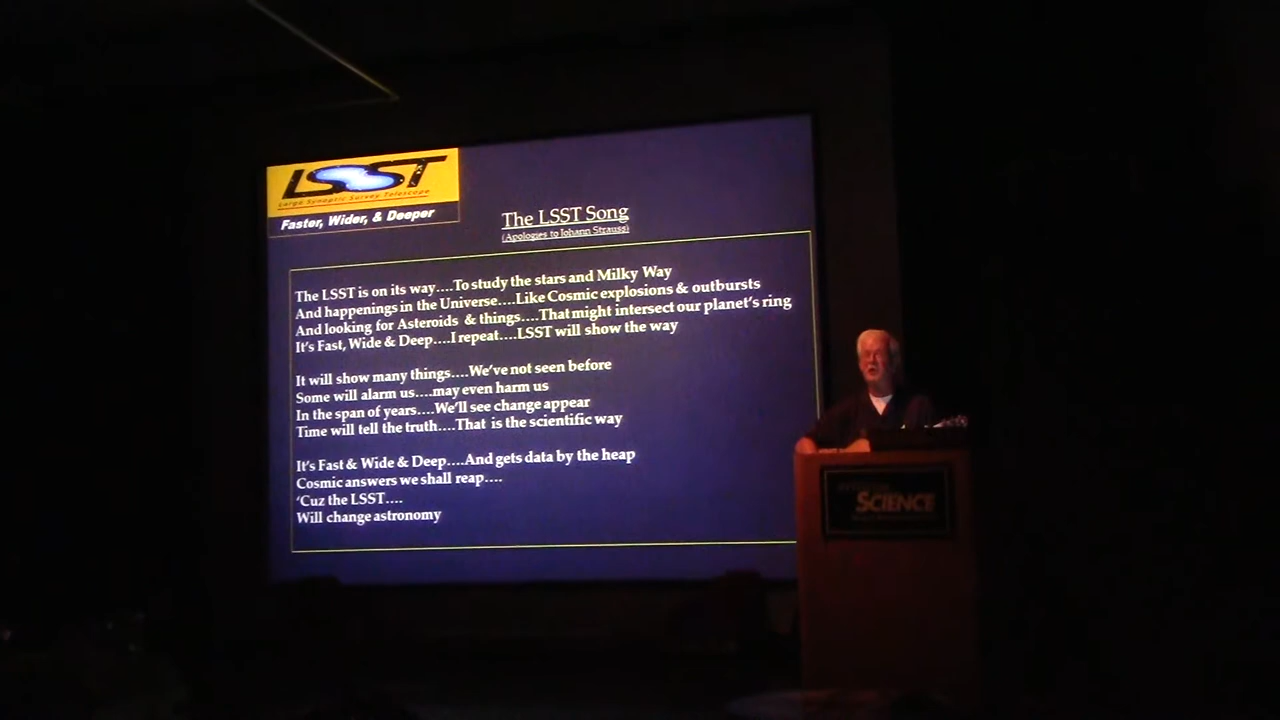 LSST
Large Synoptic Survey Telescope
Faster, Wider, & Deeper
The LSST Song
(Apologies to Johann Strauss)
The LSST is on its way....To study the stars and Milky Way
And happenings in the Universe....Like Cosmic explosions & outbursts
And looking for Asteroids & things....That might intersect our planet's ring
It's Fast, Wide & Deep....I repeat....LSST will show the way
It will show many things....We've not seen before
Some will alarm us....may even harm us
In the span of years....We'll see change appear
Time will tell the truth....That is the scientific way
It's Fast & Wide & Deep....And gets data by the heap
Cosmic answers we shall reap....
'Cuz the LSST....
Will change astronomy
SCIENCE